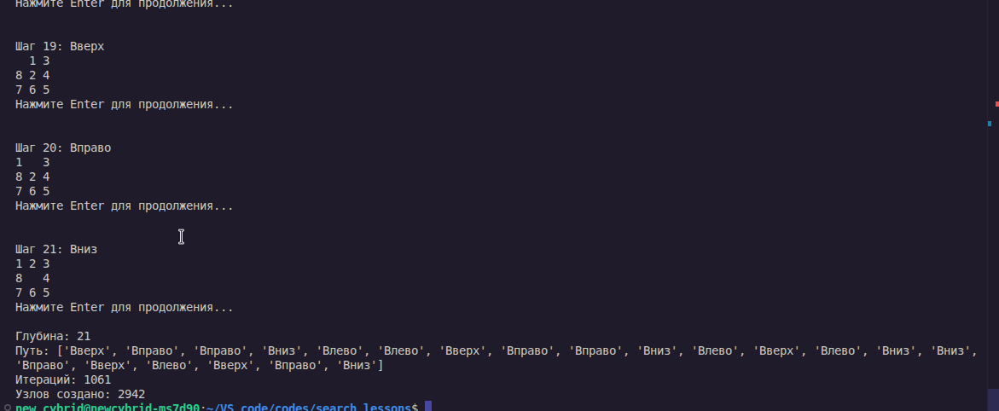 Нажмите Enter для продолжения...
Шаг 19: Вверх
1 3
8 2 4
7 6 5
Нажмите Enter для продолжения...
Шаг 20: Вправо
1   3
8 2 4
7 6 5
Нажмите Enter для продолжения...
Шаг 21: Вниз
1 2 3
8   4
7 6 5
Нажмите Enter для продолжения...
Глубина: 21
Путь: ['Вверх', 'Вправо', 'Вправо', 'Вниз', 'Влево', 'Влево', 'Вверх', 'Вправо', 'Вправо', 'Вниз', 'Влево', 'Вверх', 'Влево', 'Вниз', 'Вниз',
'Вправо', 'Вверх', 'Влево', 'Вверх', 'Вправо', 'Вниз']
Итераций: 1061
Узлов создано: 2942
new_cybrid@newcybrid-ms7d90:~/VS_code/codes/search_lessons$